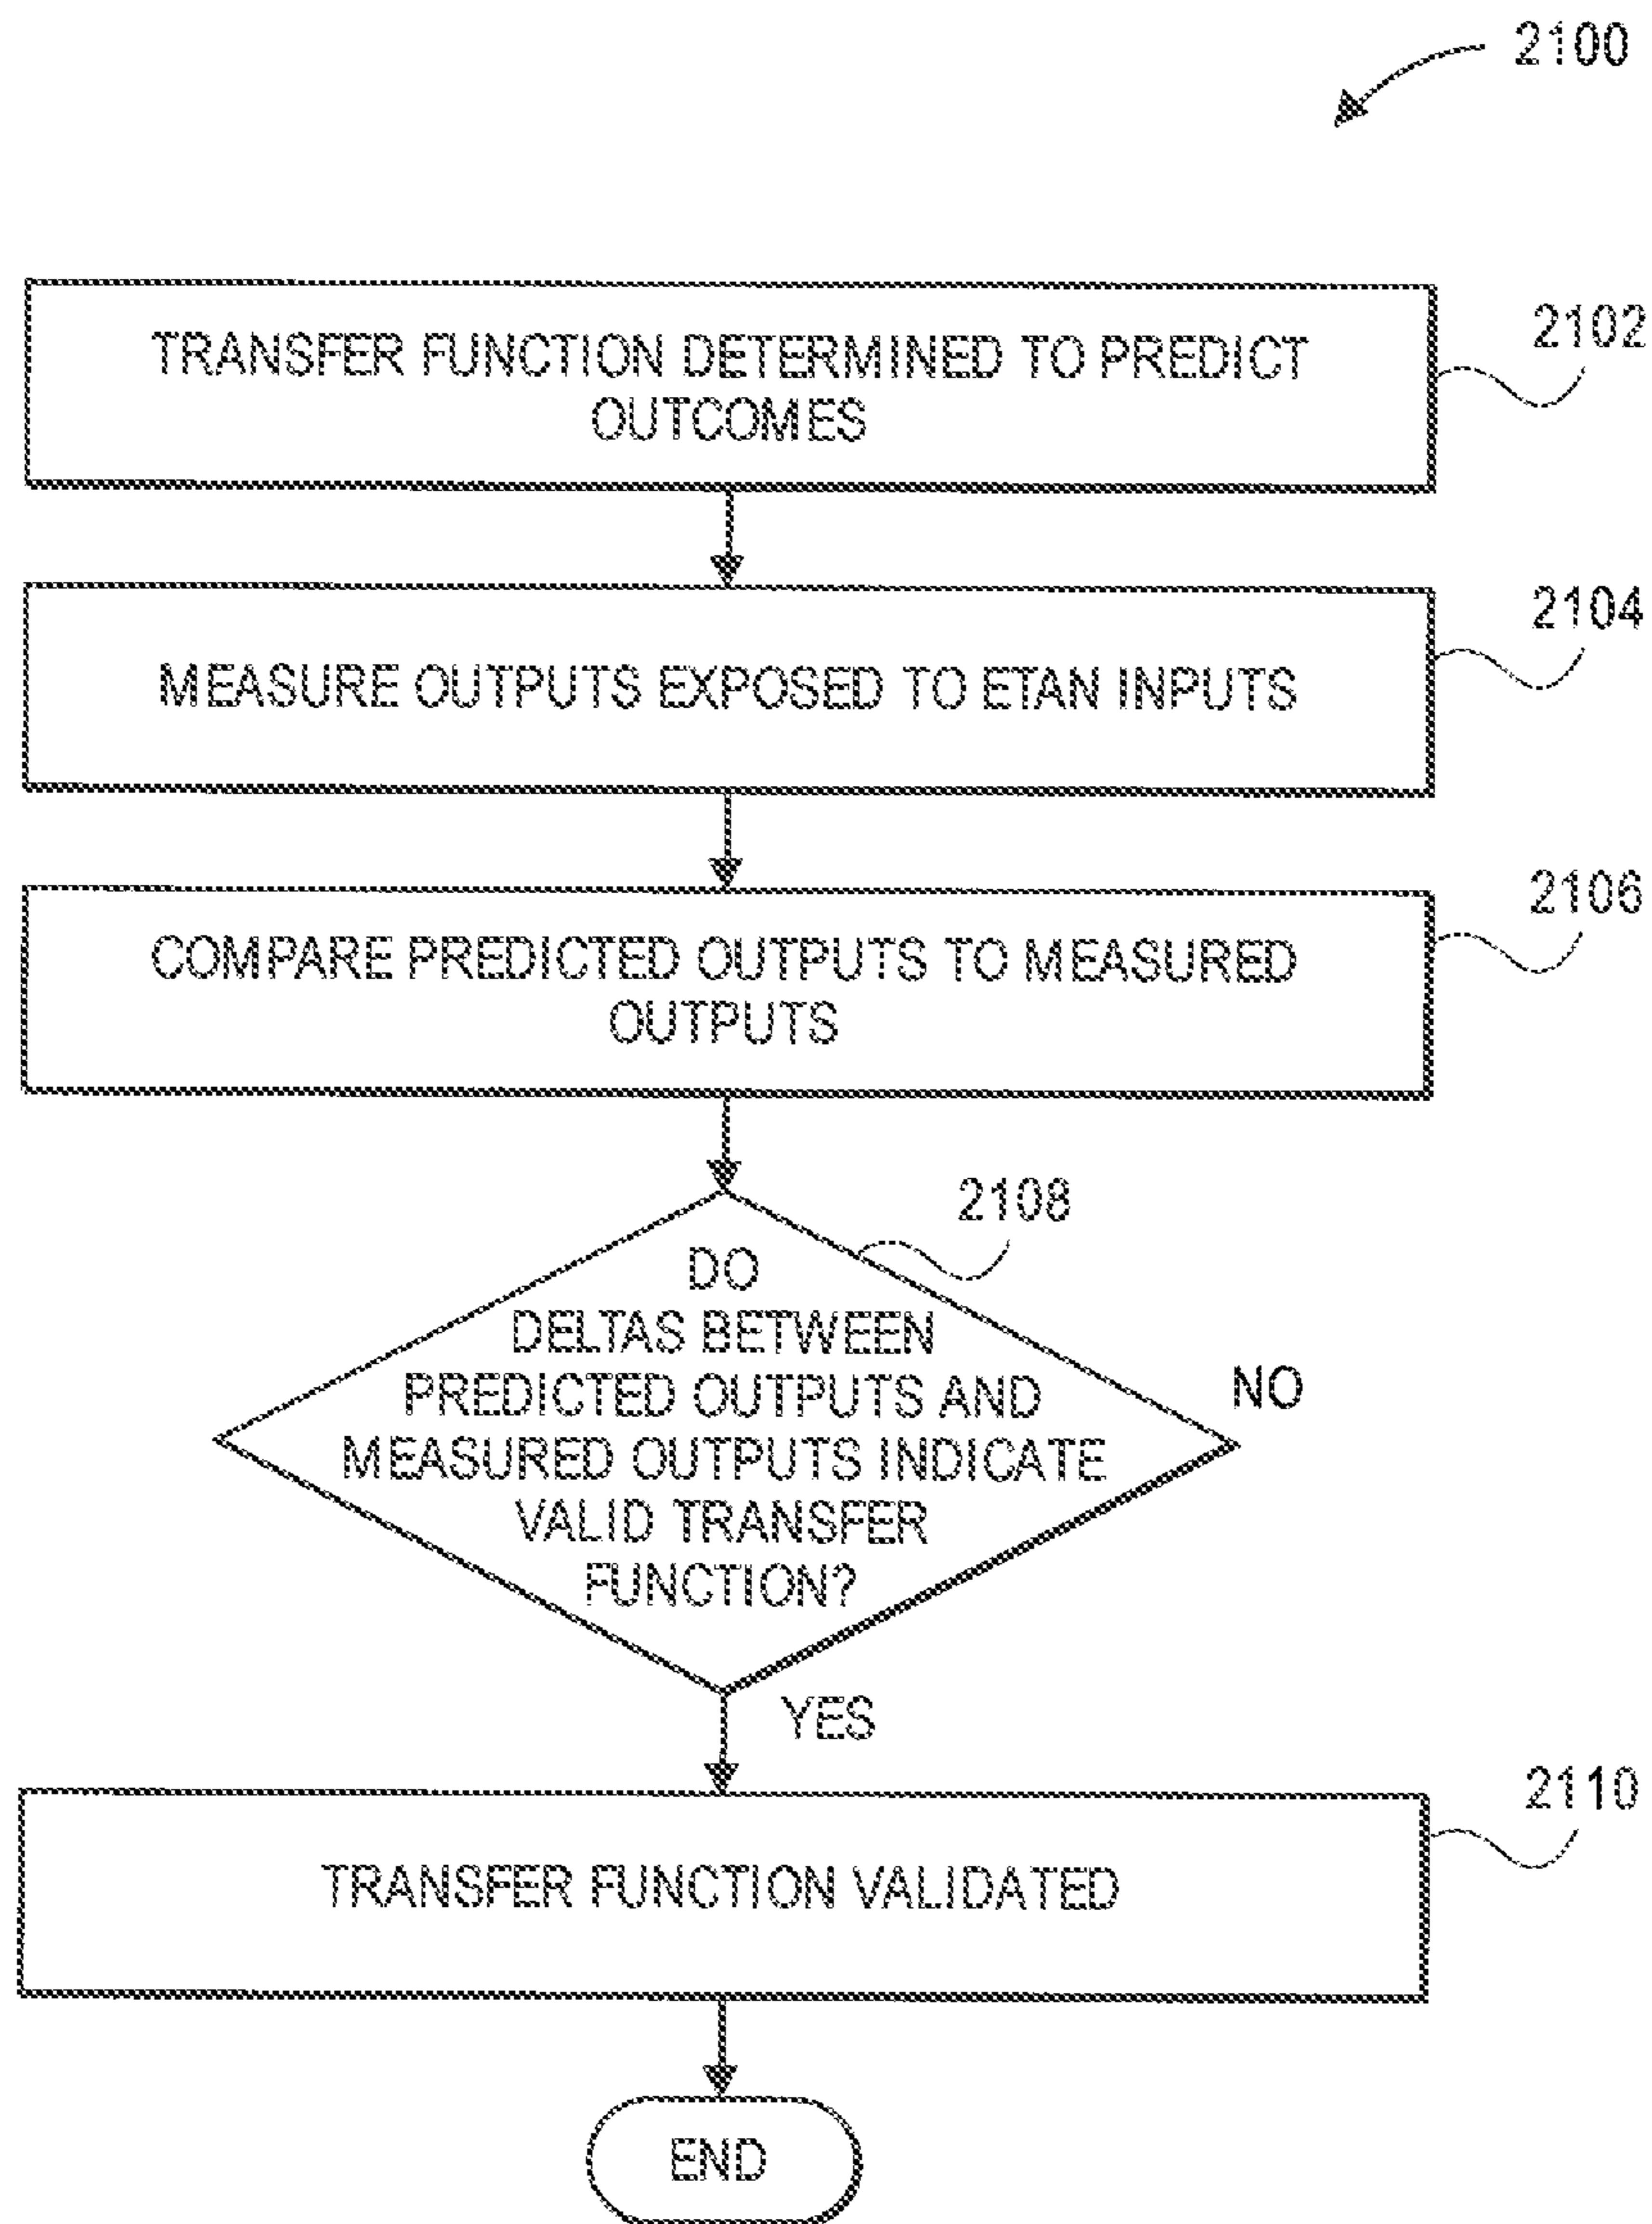 2100
TRANSFER FUNCTION DETERMINED TO PREDICT
OUTCOMES
2102
MEASURE OUTPUTS EXPOSED TO ETAN INPUTS
2104
COMPARE PREDICTED OUTPUTS TO MEASURED
OUTPUTS
2106
2108
DO
DELTAS BETWEEN
PREDICTED OUTPUTS AND
MEASURED OUTPUTS INDICATE
VALID TRANSFER
FUNCTION?
NO
YES
TRANSFER FUNCTION VALIDATED
2110
END